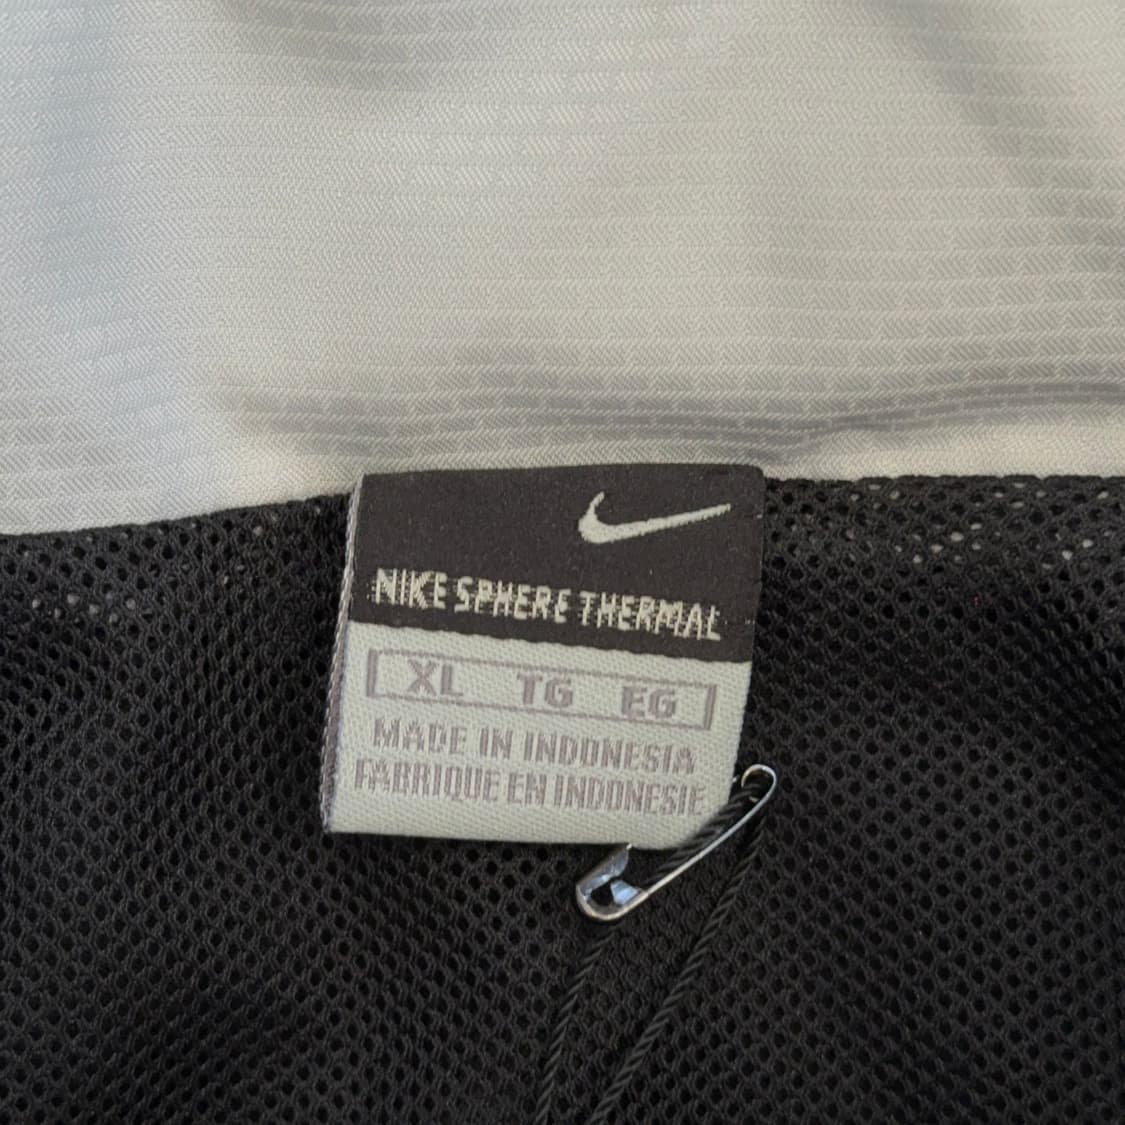 NIKE SPHERE THERMAL
XL TG EG
MADE IN INDONESIA
FABRIQUE EN INDONESIE